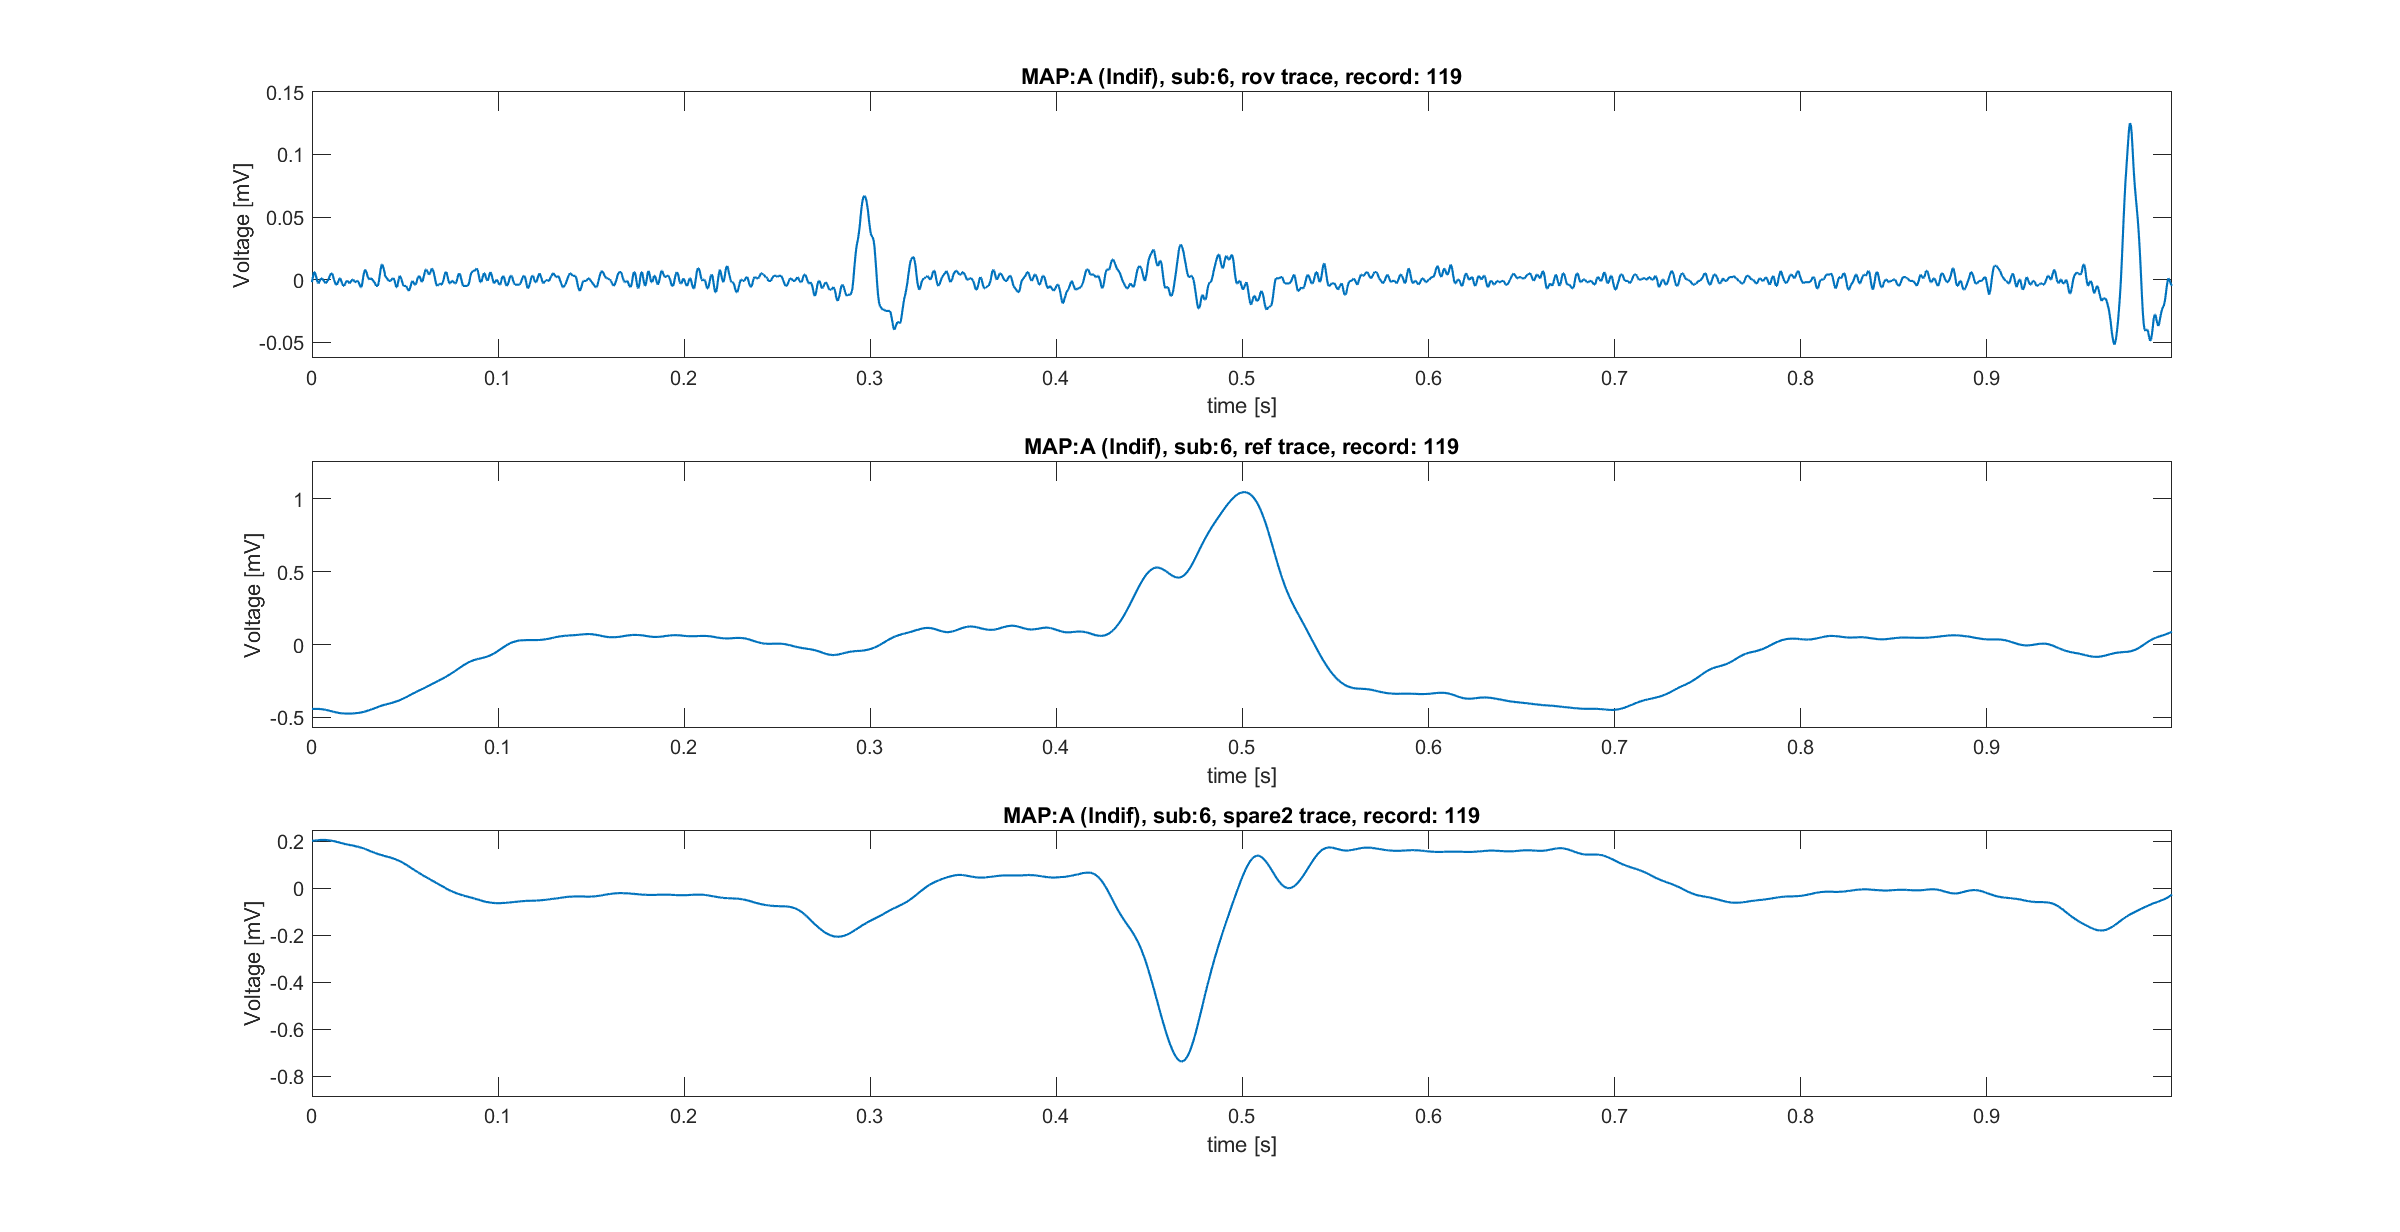 MAP:A (Indif), sub:6, rov trace, record: 119
0.15
0.1
0.05
0
-0.05
Voltage [mV]
0 0.1 0.2 0.3 0.4 0.5 0.6 0.7 0.8 0.9
time [s]
MAP:A (Indif), sub:6, ref trace, record: 119
1
0.5
0
-0.5
Voltage [mV]
0 0.1 0.2 0.3 0.4 0.5 0.6 0.7 0.8 0.9
time [s]
MAP:A (Indif), sub:6, spare2 trace, record: 119
0.2
0
-0.2
-0.4
-0.6
-0.8
Voltage [mV]
0 0.1 0.2 0.3 0.4 0.5 0.6 0.7 0.8 0.9
time [s]